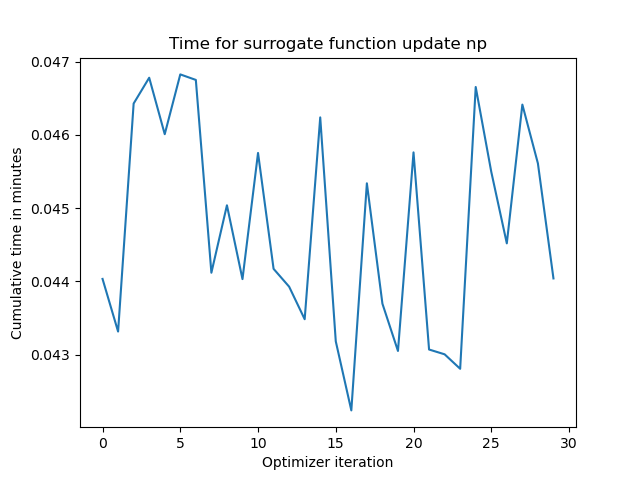 Time for surrogate function update np
0.047
0.046
0.045
0.044
0.043
Cumulative time in minutes
0 5 10 15 20 25 30
Optimizer iteration